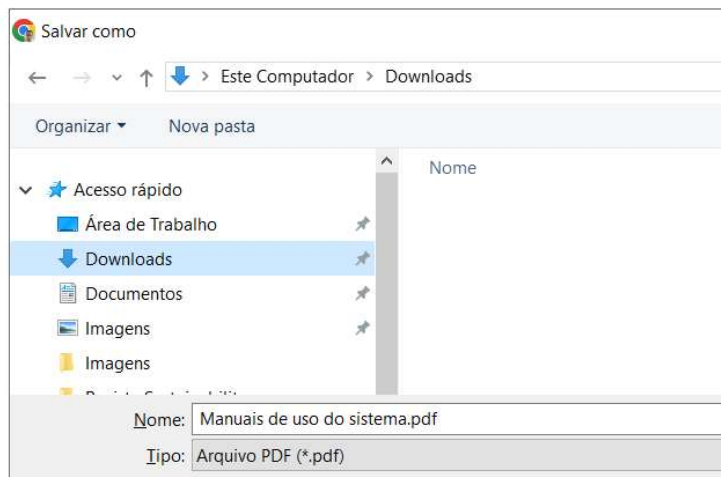 Salvar como
Este Computador > Downloads
Organizar Nova pasta
Nome
Acesso rápido
Área de Trabalho
Downloads
Documentos
Imagens
Imagens
Nome: Manuais de uso do sistema.pdf
Tipo: Arquivo PDF (*.pdf)